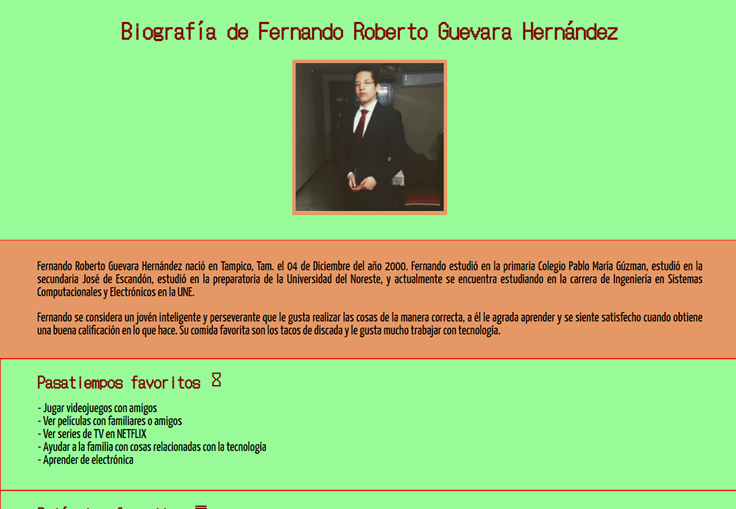 Biografía de Fernando Roberto Guevara Hernández
Fernando Roberto Guevara Hernández nació en Tampico, Tam. el 04 de Diciembre del año 2000. Fernando estudió en la primaria Colegio Pablo María Gúzman, estudió en la
secundaria José de Escandón, estudió en la preparatoria de la Universidad del Noreste, y actualmente se encuentra estudiando en la carrera de Ingeniería en Sistemas
Computacionales y Electrónicos en la UNE.
Fernando se considera un jovén inteligente y perseverante que le gusta realizar las cosas de la manera correcta, a él le agrada aprender y se siente satisfecho cuando obtiene
una buena calificación en lo que hace. Su comida favorita son los tacos de discada y le gusta mucho trabajar con tecnología.
Pasatiempos favoritos
- Jugar videojuegos con amigos
- Ver películas con familiares o amigos
- Ver series de TV en NETFLIX
- Ayudar a la familia con cosas relacionadas con la tecnología
- Aprender de electrónica